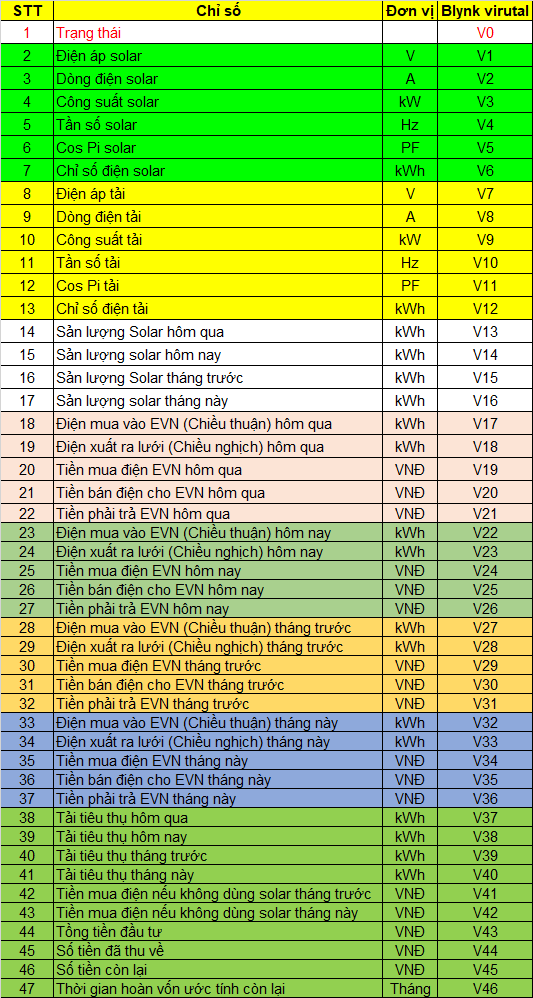 STT Chỉ số Đơn vị Blynk virutal
1 Trạng thái V0
2 Điện áp solar V V1
3 Dòng điện solar A V2
4 Công suất solar kW V3
5 Tần số solar Hz V4
6 Cos Pi solar PF V5
7 Chỉ số điện solar kWh V6
8 Điện áp tải V V7
9 Dòng điện tải A V8
10 Công suất tải kW V9
11 Tần số tải Hz V10
12 Cos Pi tải PF V11
13 Chỉ số điện tải kWh V12
14 Sản lượng Solar hôm qua kWh V13
15 Sản lượng solar hôm nay kWh V14
16 Sản lượng Solar tháng trước kWh V15
17 Sản lượng solar tháng này kWh V16
18 Điện mua vào EVN (Chiều thuận) hôm qua kWh V17
19 Điện xuất ra lưới (Chiều nghịch) hôm qua kWh V18
20 Tiền mua điện EVN hôm qua VNĐ V19
21 Tiền bán điện cho EVN hôm qua VNĐ V20
22 Tiền phải trả EVN hôm qua VNĐ V21
23 Điện mua vào EVN (Chiều thuận) hôm nay kWh V22
24 Điện xuất ra lưới (Chiều nghịch) hôm nay kWh V23
25 Tiền mua điện EVN hôm nay VNĐ V24
26 Tiền bán điện cho EVN hôm nay VNĐ V25
27 Tiền phải trả EVN hôm nay VNĐ V26
28 Điện mua vào EVN (Chiều thuận) tháng trước kWh V27
29 Điện xuất ra lưới (Chiều nghịch) tháng trước kWh V28
30 Tiền mua điện EVN tháng trước VNĐ V29
31 Tiền bán điện cho EVN tháng trước VNĐ V30
32 Tiền phải trả EVN tháng trước VNĐ V31
33 Điện mua vào EVN (Chiều thuận) tháng này kWh V32
34 Điện xuất ra lưới (Chiều nghịch) tháng này kWh V33
35 Tiền mua điện EVN tháng này VNĐ V34
36 Tiền bán điện cho EVN tháng này VNĐ V35
37 Tiền phải trả EVN tháng này VNĐ V36
38 Tải tiêu thụ hôm qua kWh V37
39 Tải tiêu thụ hôm nay kWh V38
40 Tải tiêu thụ tháng trước kWh V39
41 Tải tiêu thụ tháng này kWh V40
42 Tiền mua điện nếu không dùng solar tháng trước VNĐ V41
43 Tiền mua điện nếu không dùng solar tháng này VNĐ V42
44 Tổng tiền đầu tư VNĐ V43
45 Số tiền đã thu về VNĐ V44
46 Số tiền còn lại VNĐ V45
47 Thời gian hoàn vốn ước tính còn lại Tháng V46